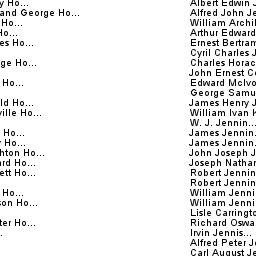 y Ho... Albert Edwin J
and George Ho... Alfred John Je
Ho... William Archi
Ho... Arthur Edward
es Ho... Ernest Bertram
Cyril Charles J
ge Ho... Charles Horac
John Ernest C
Ho... Edward McIvo
George Samu
ld Ho... James Henry J
ville Ho... William Ivan K
W. J. Jennin...
Ho... James Jennin.
y Ho... James Jennin.
hton Ho... John Joseph J
ard Ho... Joseph Nathan
ett Ho... Robert Jennin
Robert Jennin
Ho... William Jenni
son Ho... William Jenni
Lisle Carringto
ter Ho... Richard Oswa
. Irvin Jennis...
Alfred Peter Je
Carl August Je